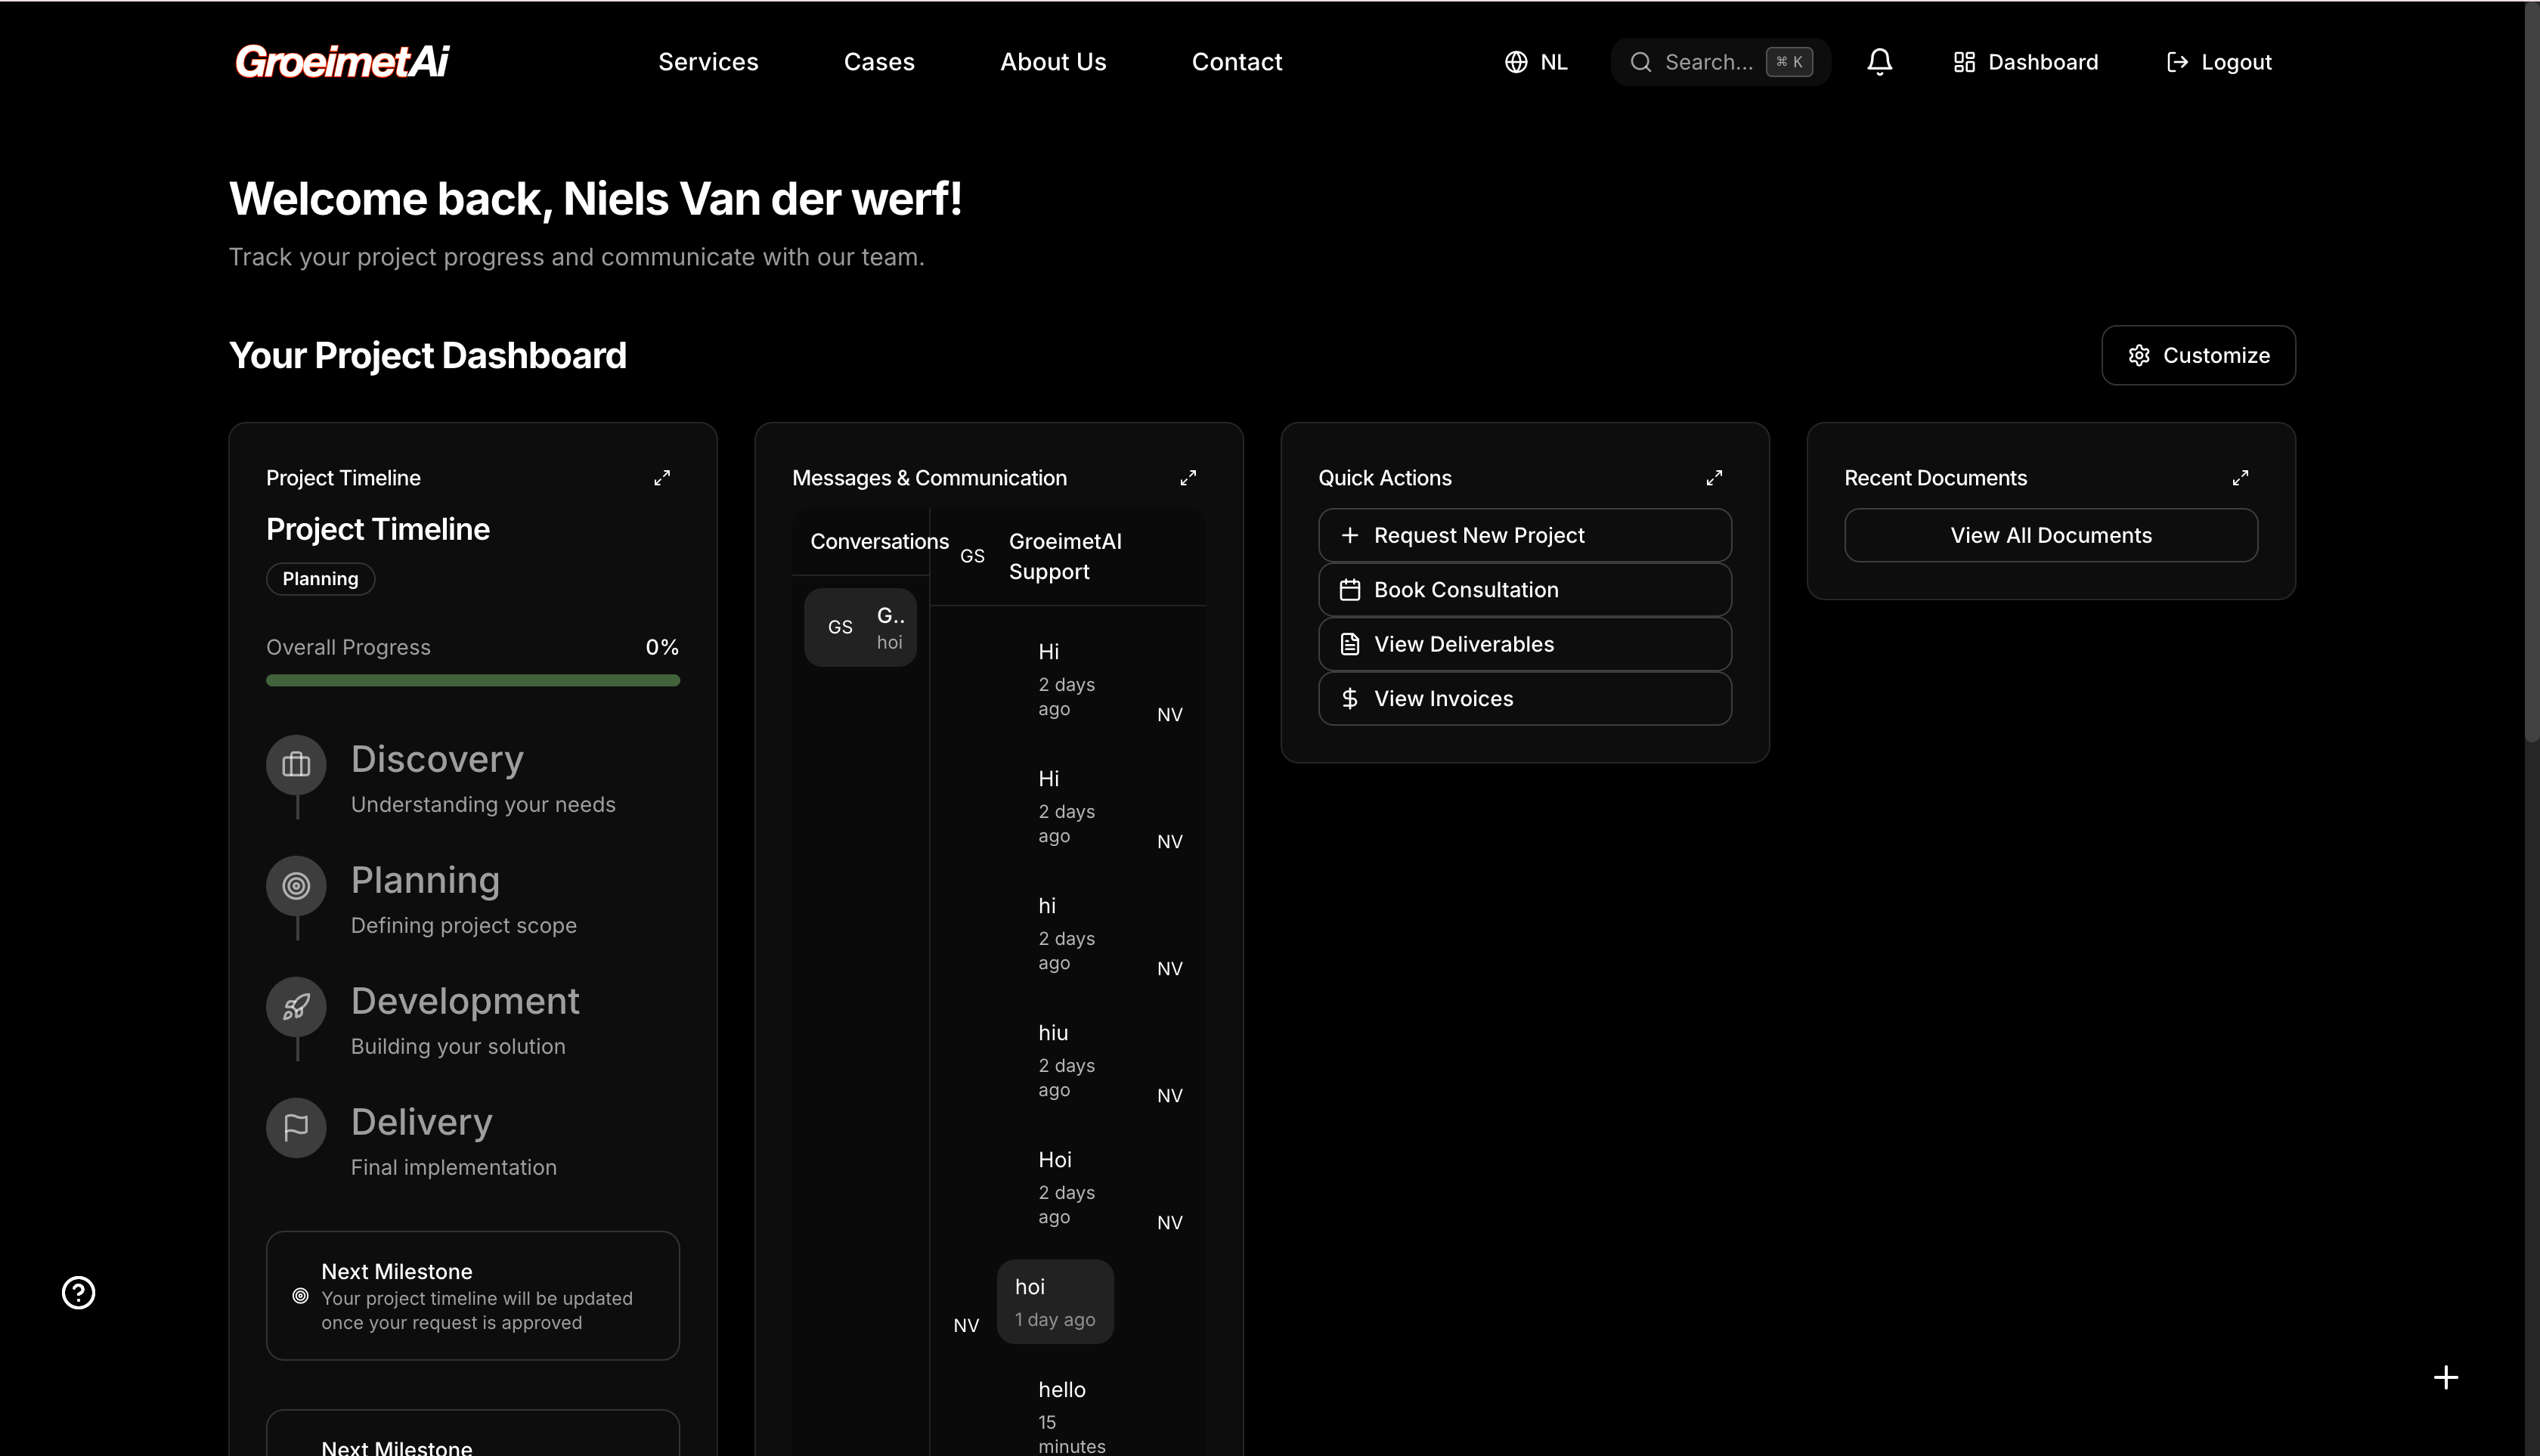 GroeimetAi
Services
Cases
About Us
Contact
NL
Search...
⌘ K
Dashboard
Logout
Welcome back, Niels Van der werf!
Track your project progress and communicate with our team.
Your Project Dashboard
Customize
Project Timeline
Project Timeline
Planning
Overall Progress
0%
Discovery
Understanding your needs
Planning
Defining project scope
Development
Building your solution
Delivery
Final implementation
Next Milestone
Your project timeline will be updated
once your request is approved
Next Milestone
Messages & Communication
Conversations
GS
G..
hoi
GS
GroeimetAI
Support
Hi
2 days
ago
NV
Hi
2 days
ago
NV
hi
2 days
ago
NV
hiu
2 days
ago
NV
Hoi
2 days
ago
NV
hoi
1 day ago
NV
hello
15
minutes
Quick Actions
Request New Project
Book Consultation
View Deliverables
View Invoices
Recent Documents
View All Documents